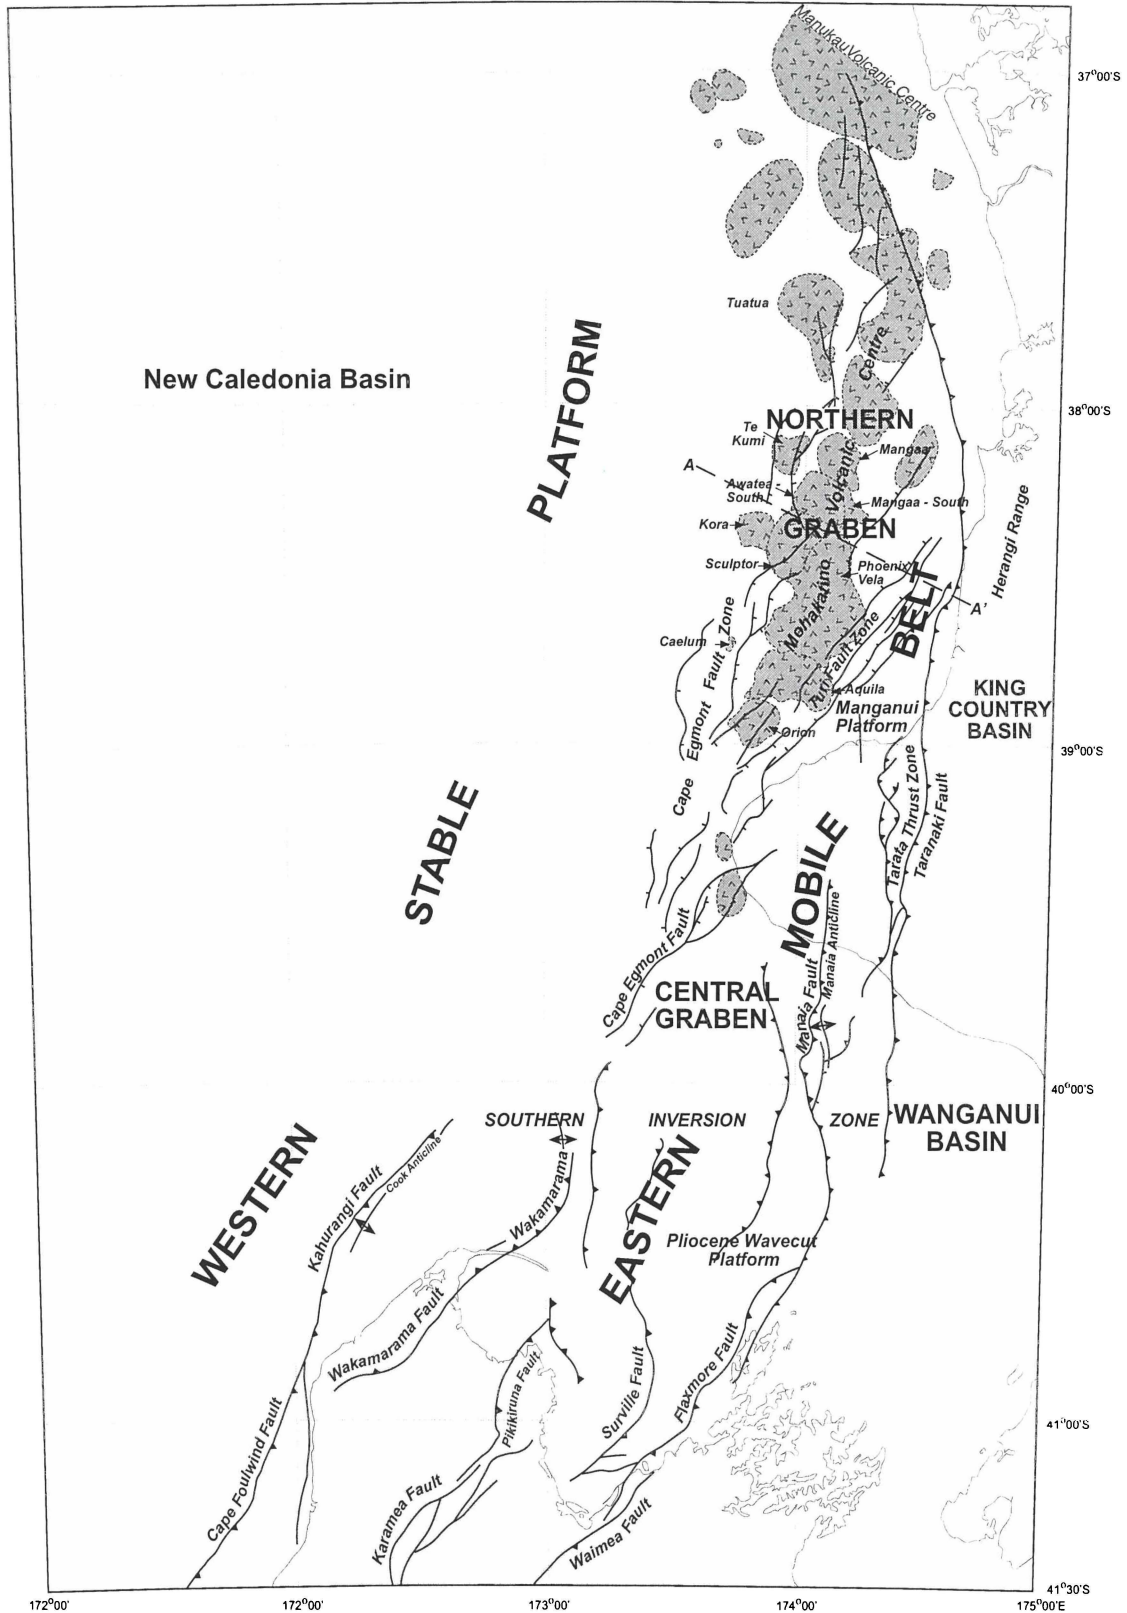 ManukauVolcanic Centre
37°00'S
Tuatua
New Caledonia Basin
PLATFORM
Centre
38°00'S
NORTHERN
Te
Kumi
Mangaa
A
Volcanic
Awatea -
South
Mangaa - South
Kora
GRABEN
Herangi Range
Sculptor
Phoenix
Vela
Mohakatino
BELT
A'
Caelum
Cape Egmont Fault Zone
Turi Fault Zone
Aquila
Manganui
Platform
KING
COUNTRY
BASIN
Orion
39°00'S
STABLE
MOBILE
Tarata Thrust Zone
Taranaki Fault
Manaia Anticline
Cape Egmont Fault
Manaia Fault
CENTRAL
GRABEN
40°00'S
SOUTHERN INVERSION ZONE
WANGANUI
BASIN
WESTERN
Kahurangi Fault
Cook Anticline
Wakamarama
EASTERN
Pliocene Wavecut
Platform
Wakamarama Fault
Pikikiruna Fault
Surville Fault
Flaxmore Fault
Cape Foulwind Fault
41°00'S
Karamea Fault
Waimea Fault
41°30'S
172°00'
172°00'
173°00'
174°00'
175°00'E